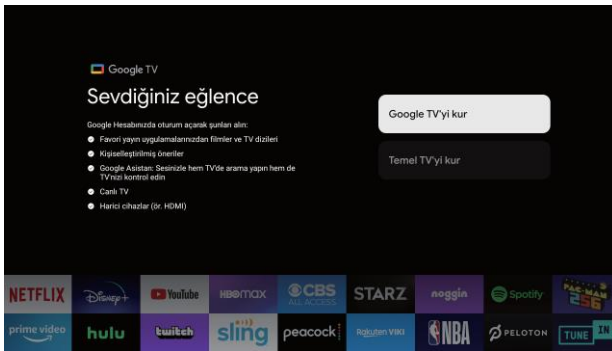 Google TV
Sevdiğiniz eğlence
Google Hesabınızda oturum açarak şunları alın:
Favori yayın uygulamalarınızdan filmler ve TV dizileri
Kişiselleştirilmiş öneriler
Google Asistan: Sesinizle hem TV'de arama yapın hem de
TV'nizi kontrol edin
Canlı TV
Harici cihazlar (ör. HDMI)
Google TV'yi kur
Temel TV'yi kur
NETFLIX Disney+ YouTube HBOMAX CBS ALL ACCESS STARZ noggin Spotify PAC-MAN 256
prime video hulu twitch sling peacock Rakuten VIKI NBA PELOTON TUNE IN